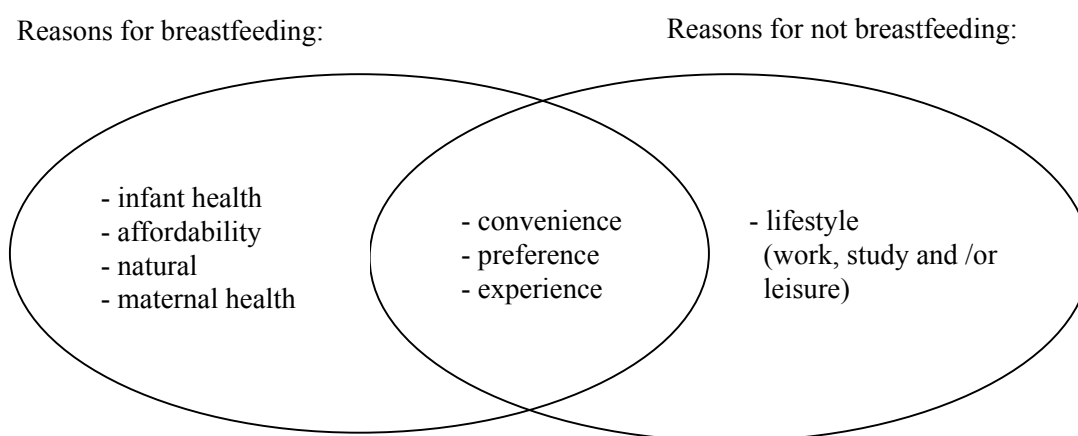 Reasons for breastfeeding:
Reasons for not breastfeeding:
- infant health
- affordability
- natural
- maternal health
- convenience
- preference
- experience
- lifestyle
(work, study and /or
leisure)